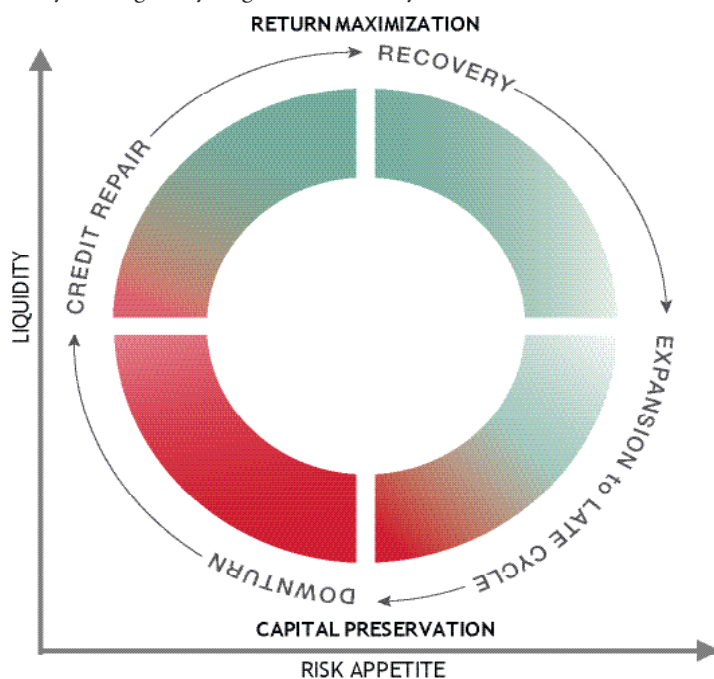 RETURN MAXIMIZATION
RECOVERY
CREDIT REPAIR
LIQUIDITY
EXPANSION to LATE CYCLE
DOWNTURN
CAPITAL PRESERVATION
RISK APPETITE